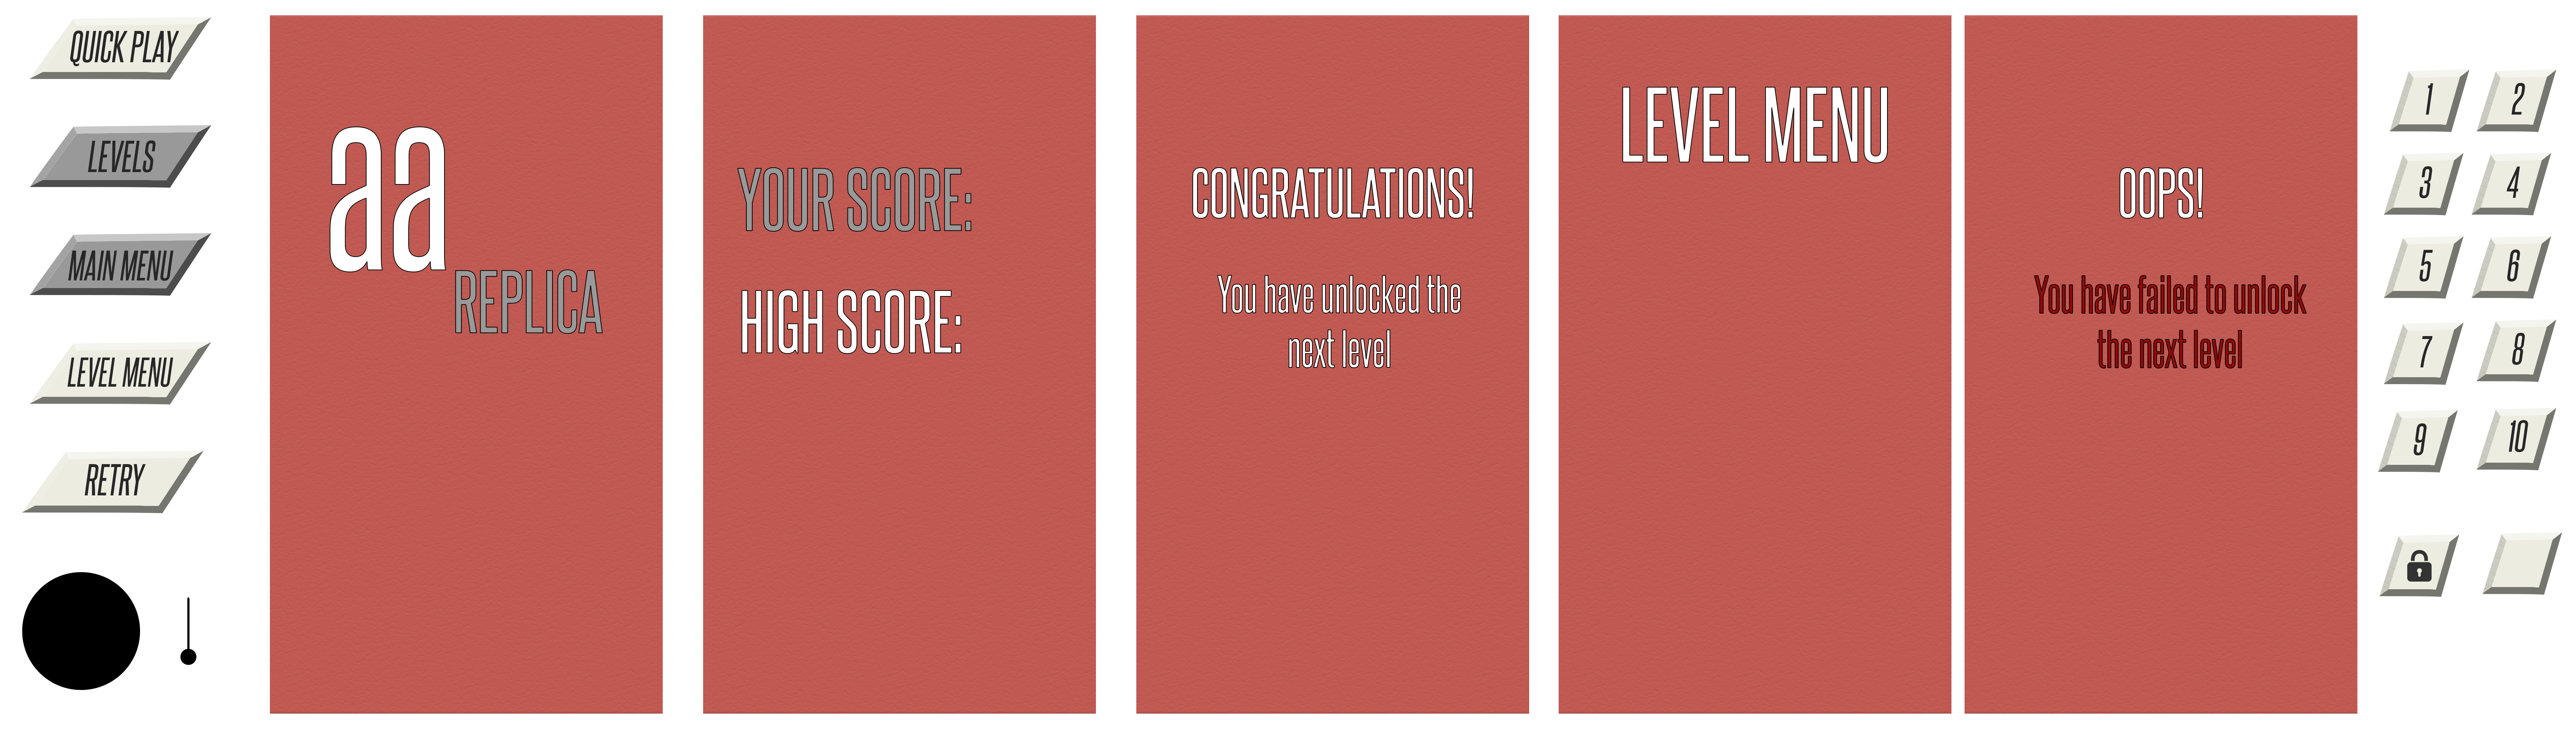 QUICK PLAY
LEVELS
MAIN MENU
LEVEL MENU
RETRY
aa
REPLICA
YOUR SCORE:
HIGH SCORE:
CONGRATULATIONS!
You have unlocked the
next level
LEVEL MENU
OOPS!
You have failed to unlock
the next level
1 2
3 4
5 6
7 8
9 10